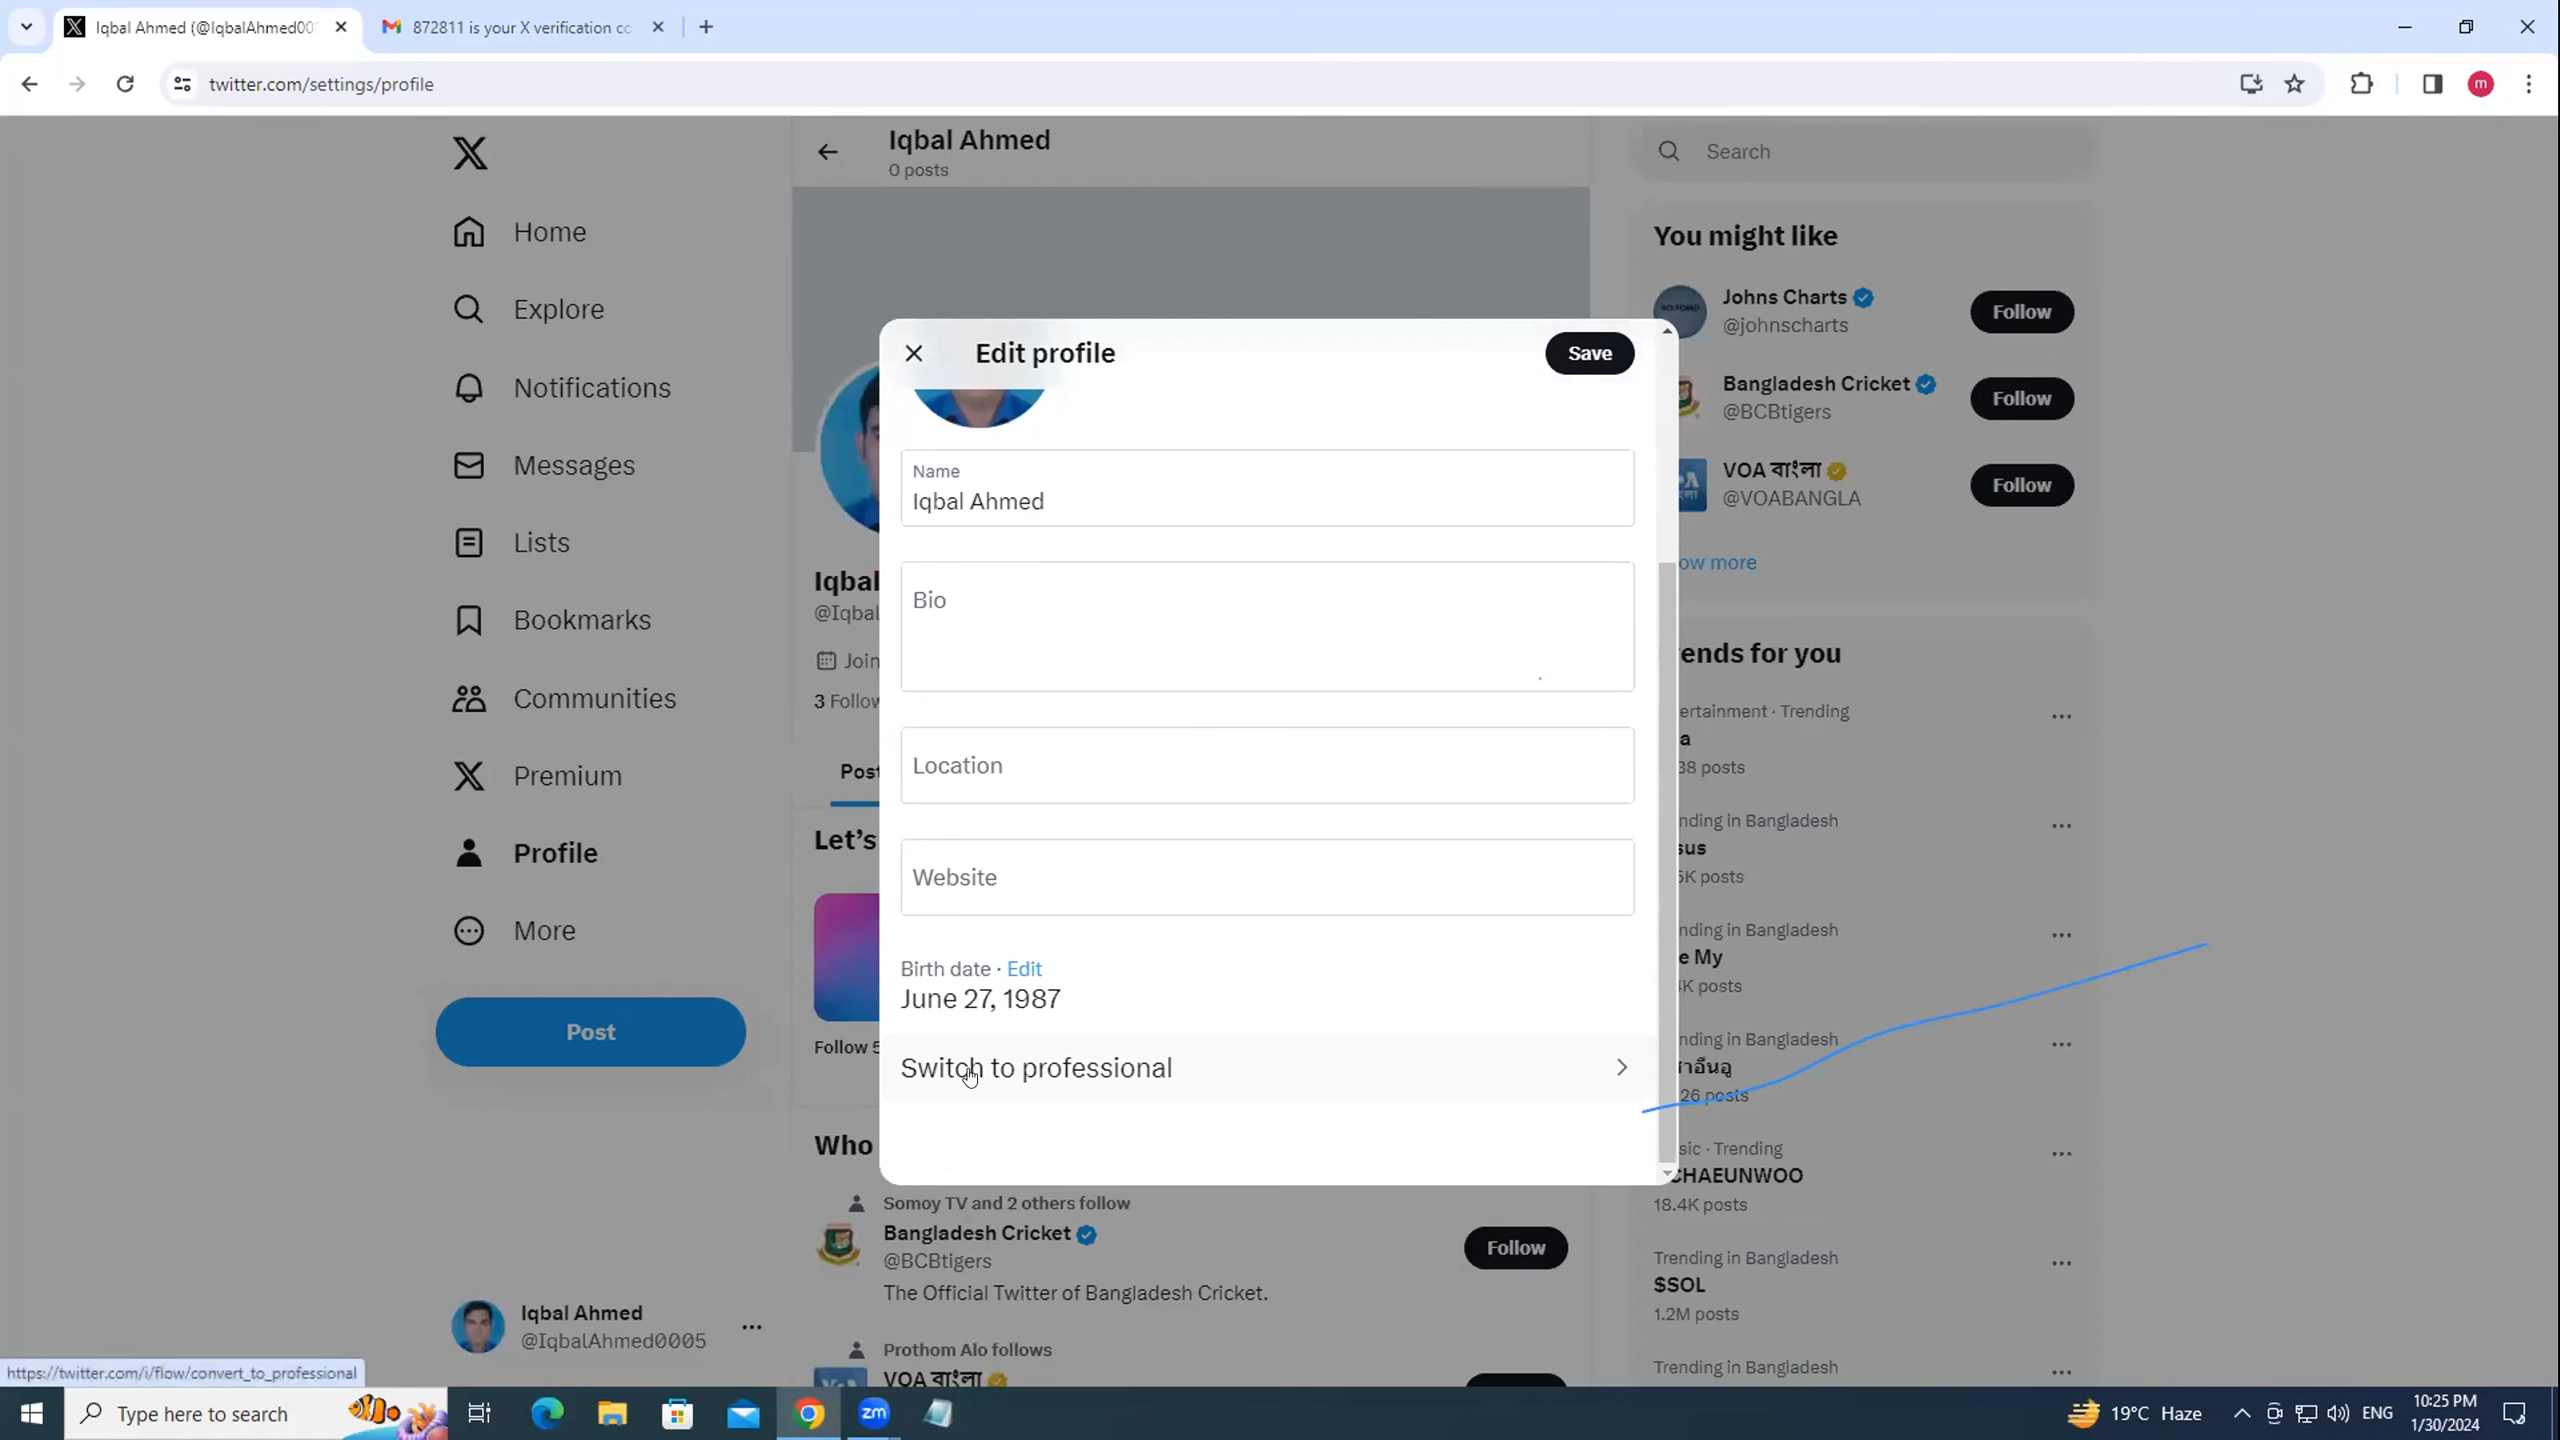 Iqbal Ahmed (@IqbalAhmed00
872811 is your X verification co
twitter.com/settings/profile
m
Home
Explore
Notifications
Messages
Lists
Bookmarks
Communities
Premium
Profile
More
Post
Iqbal Ahmed
@IqbalAhmed0005
Iqbal Ahmed
0 posts
Iqbal
@Iqbal
Join
3 Follow
Post
Let's
Follow 5
Who
Edit profile
Save
Name
Iqbal Ahmed
Bio
Location
Website
Birth date · Edit
June 27, 1987
Switch to professional
Somoy TV and 2 others follow
Bangladesh Cricket
@BCBtigers
Follow
The Official Twitter of Bangladesh Cricket.
Prothom Alo follows
VOA বাংলা
Search
You might like
Johns Charts
@johnscharts
Follow
Bangladesh Cricket
@BCBtigers
Follow
VOA বাংলা
@VOABANGLA
Follow
ow more
ends for you
ertainment · Trending
a
38 posts
nding in Bangladesh
sus
5K posts
nding in Bangladesh
e My
4K posts
nding in Bangladesh
26 posts
sic · Trending
CHAEUNWOO
18.4K posts
Trending in Bangladesh
$SOL
1.2M posts
Trending in Bangladesh
https://twitter.com/i/flow/convert_to_professional
Type here to search
zm
19°C Haze
ENG
10:25 PM
1/30/2024